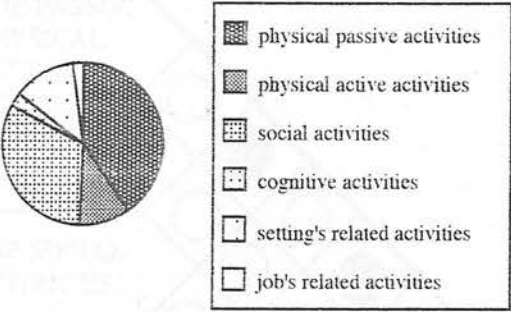 physical passive activities
physical active activities
social activities
cognitive activities
setting's related activities
job's related activities